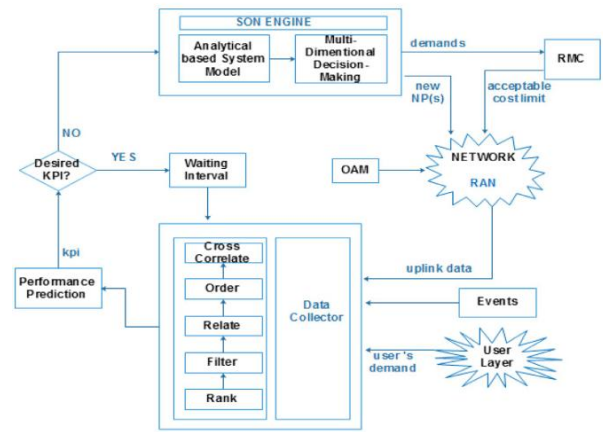 SON ENGINE
Analytical
based System
Model
Multi-
Dimentional
Decision-
Making
demands
RMC
new
NP(s)
acceptable
cost limit
NO
Desired
KPI?
YES
Waiting
Interval
OAM
NETWORK
RAN
kpi
Performance
Prediction
Cross
Correlate
Order
Relate
Filter
Rank
Data
Collector
uplink data
Events
user's
demand
User
Layer